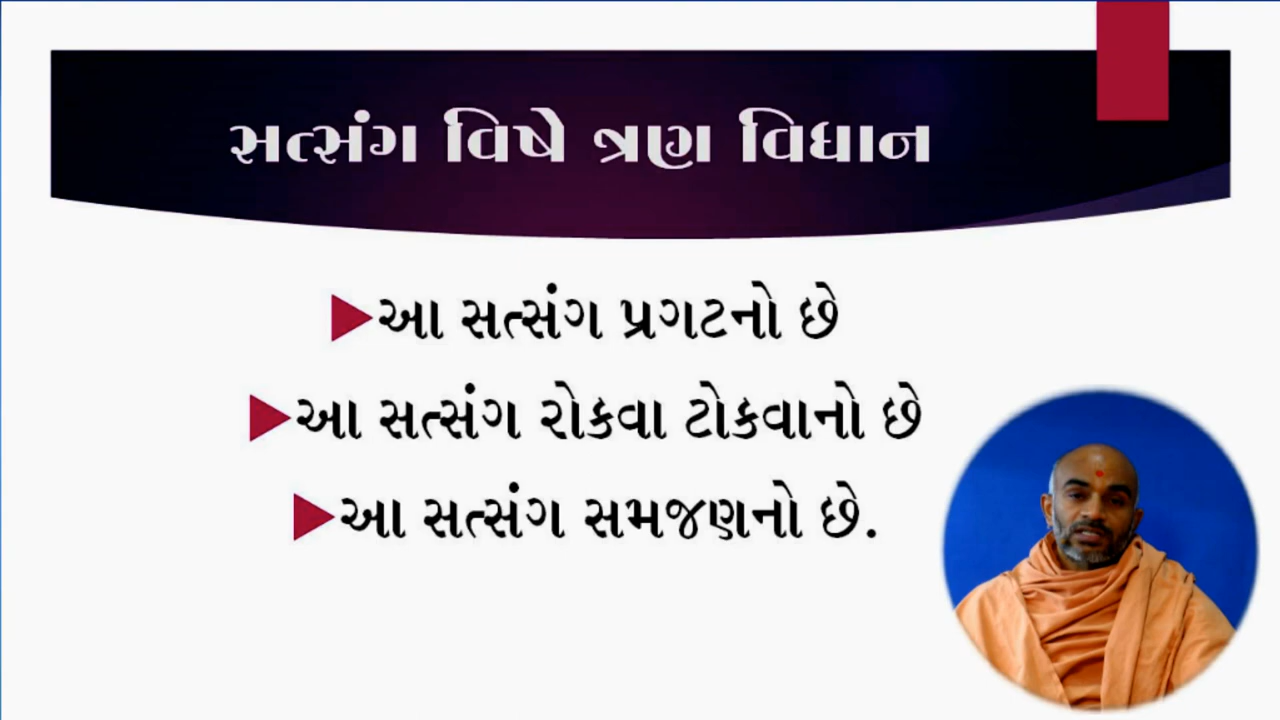 સત્સંગ વિષે ત્રણ વિધાન
આ સત્સંગ પ્રગટનો છે
આ સત્સંગ રોકવા ટોકવાનો છે
આ સત્સંગ સમજણનો છે.